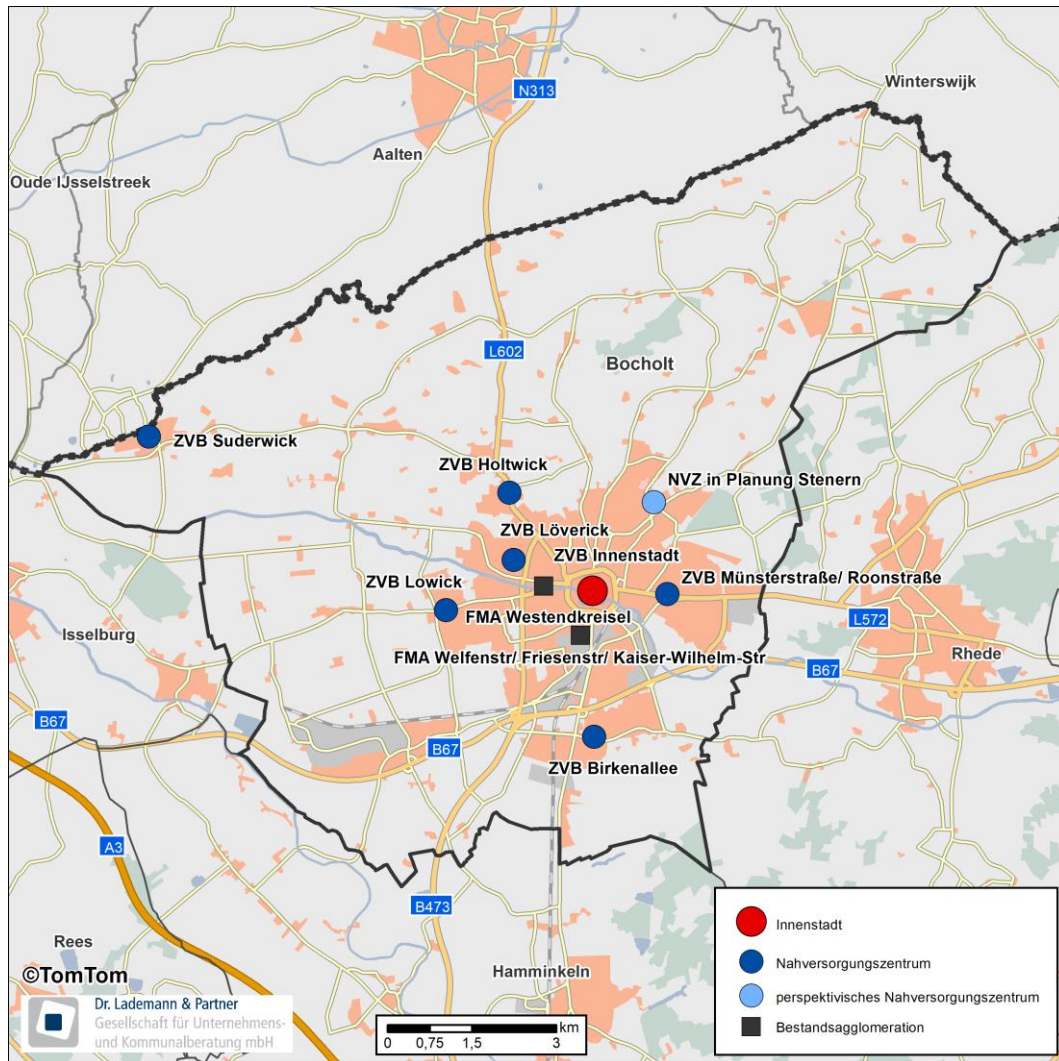 Winterswijk
N313
Aalten
Oude IJsselstreek
L602
Bocholt
ZVB Suderwick
ZVB Holtwick
NVZ in Planung Stenern
ZVB Löverick
ZVB Innenstadt
ZVB Lowick
ZVB Münsterstraße/ Roonstraße
FMA Westendkreisel
L572
Isselburg
FMA Welfenstr/ Friesenstr/ Kaiser-Wilhelm-Str
Rhede
B67
B67
B67
ZVB Birkenallee
A3
B473
Rees
Hamminkeln
©TomTom
Dr. Lademann & Partner
Gesellschaft für Unternehmens-
und Kommunalberatung mbH
km
0 0,75 1,5 3
Innenstadt
Nahversorgungszentrum
perspektivisches Nahversorgungszentrum
Bestandsagglomeration